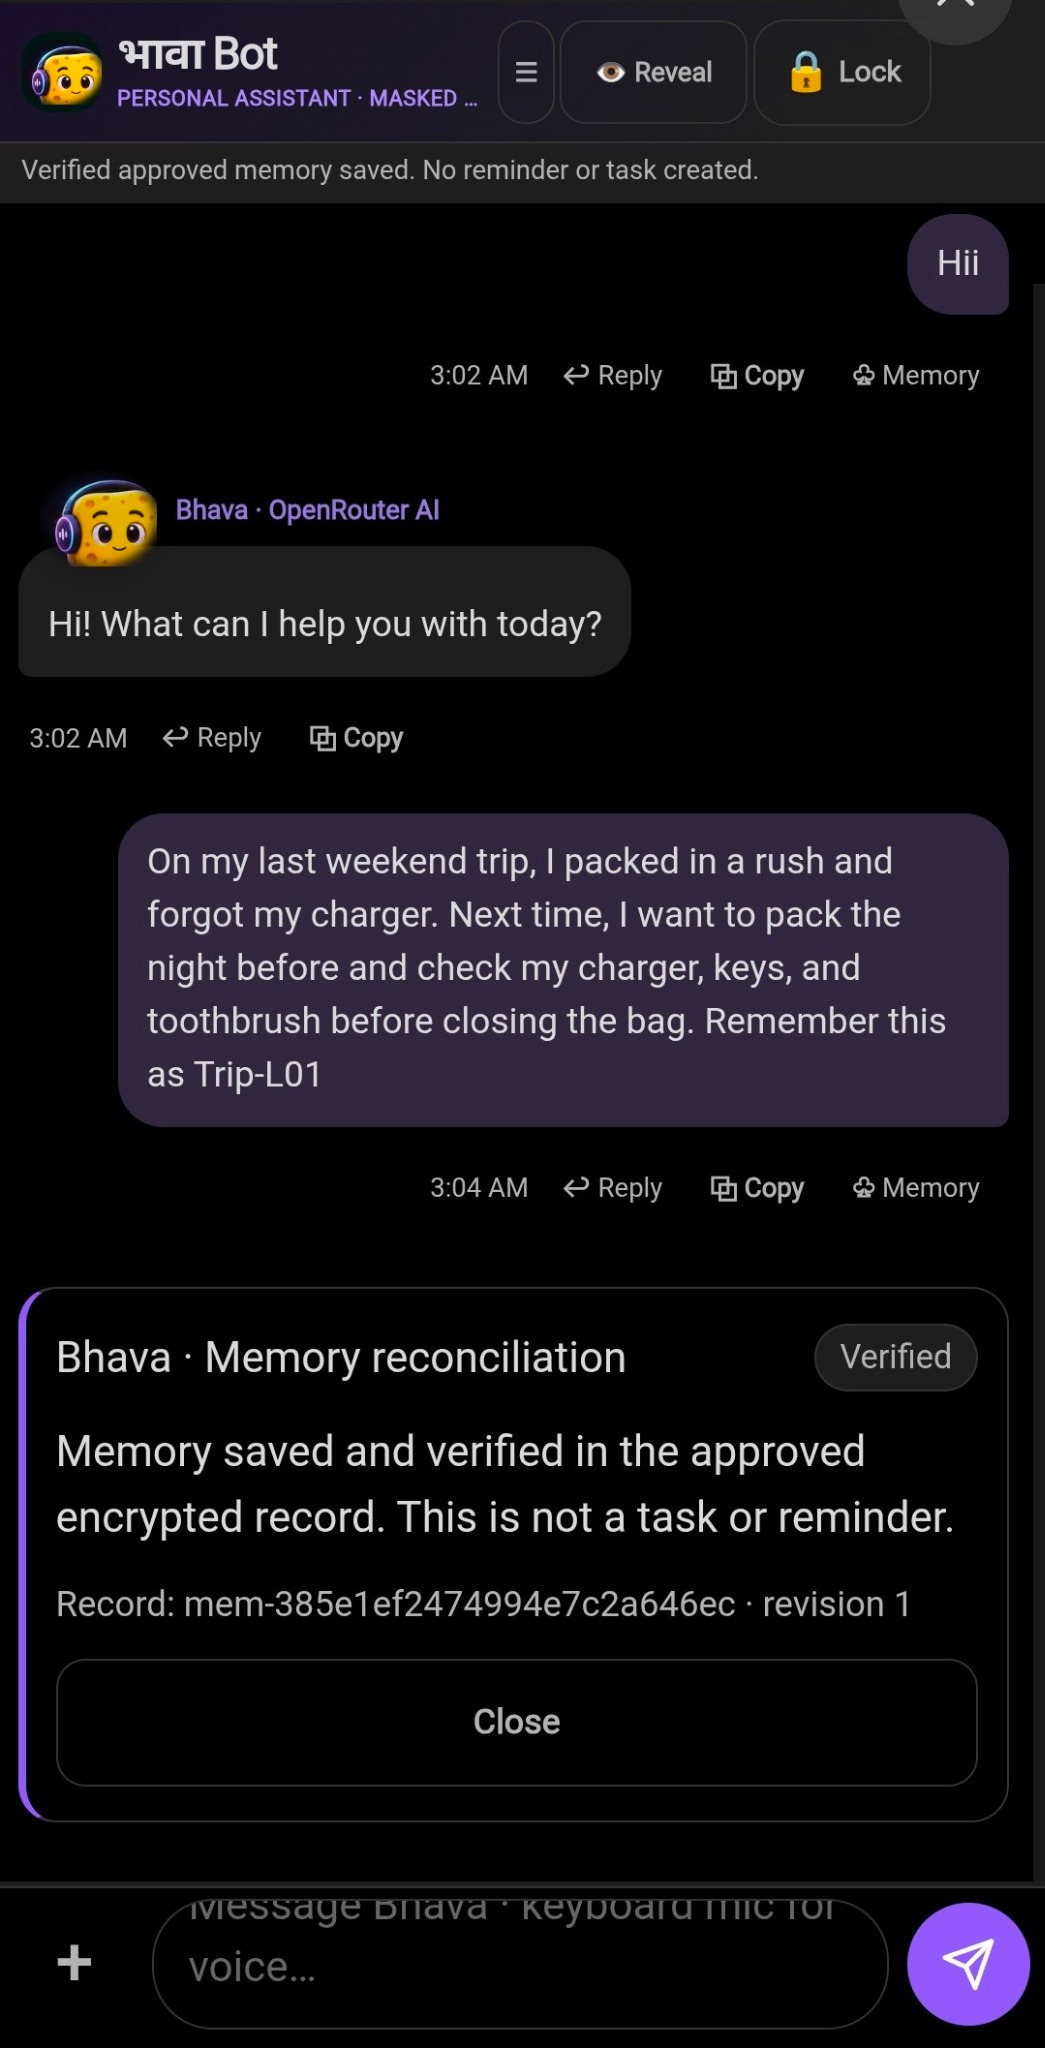 भावा Bot
PERSONAL ASSISTANT · MASKED …
☰
Reveal
Lock
Verified approved memory saved. No reminder or task created.
Hii
3:02 AM Reply Copy Memory
Bhava · OpenRouter AI
Hi! What can I help you with today?
3:02 AM Reply Copy
On my last weekend trip, I packed in a rush and
forgot my charger. Next time, I want to pack the
night before and check my charger, keys, and
toothbrush before closing the bag. Remember this
as Trip-L01
3:04 AM Reply Copy Memory
Bhava · Memory reconciliation
Verified
Memory saved and verified in the approved
encrypted record. This is not a task or reminder.
Record: mem-385e1ef2474994e7c2a646ec · revision 1
Close
Message Bhava · keyboard mic for
voice…